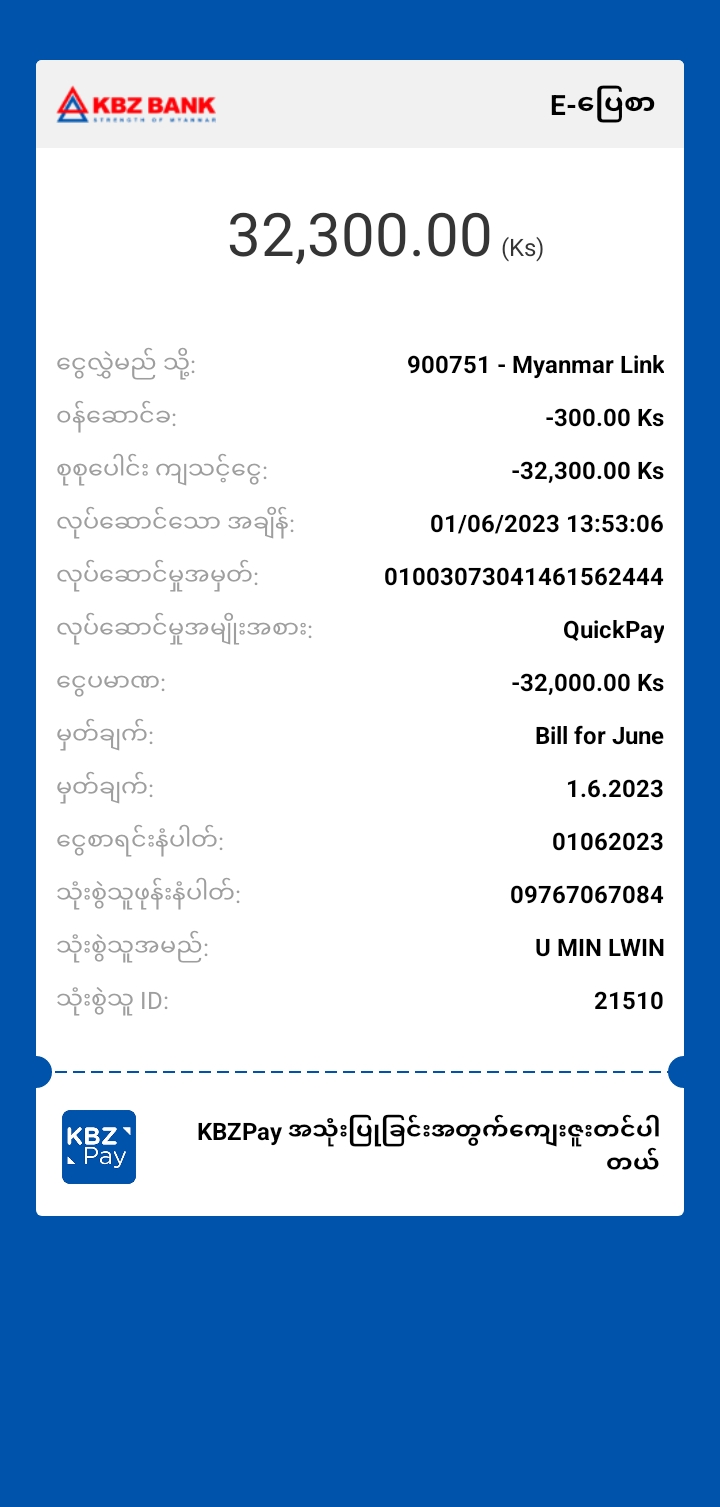 KBZ BANK
STRENGTH OF MYANMAR
E-ပြေစာ
32,300.00 (Ks)
ငွေလွှဲမည် သို့: 900751 - Myanmar Link
ဝန်ဆောင်ခ: -300.00 Ks
စုစုပေါင်း ကျသင့်ငွေ: -32,300.00 Ks
လုပ်ဆောင်သော အချိန်: 01/06/2023 13:53:06
လုပ်ဆောင်မှုအမှတ်: 01003073041461562444
လုပ်ဆောင်မှုအမျိုးအစား: QuickPay
ငွေပမာဏ: -32,000.00 Ks
မှတ်ချက်: Bill for June
မှတ်ချက်: 1.6.2023
ငွေစာရင်းနံပါတ်: 01062023
သုံးစွဲသူဖုန်းနံပါတ်: 09767067084
သုံးစွဲသူအမည်: U MIN LWIN
သုံးစွဲသူ ID: 21510
KBZ Pay
KBZPay အသုံးပြုခြင်းအတွက်ကျေးဇူးတင်ပါ
တယ်